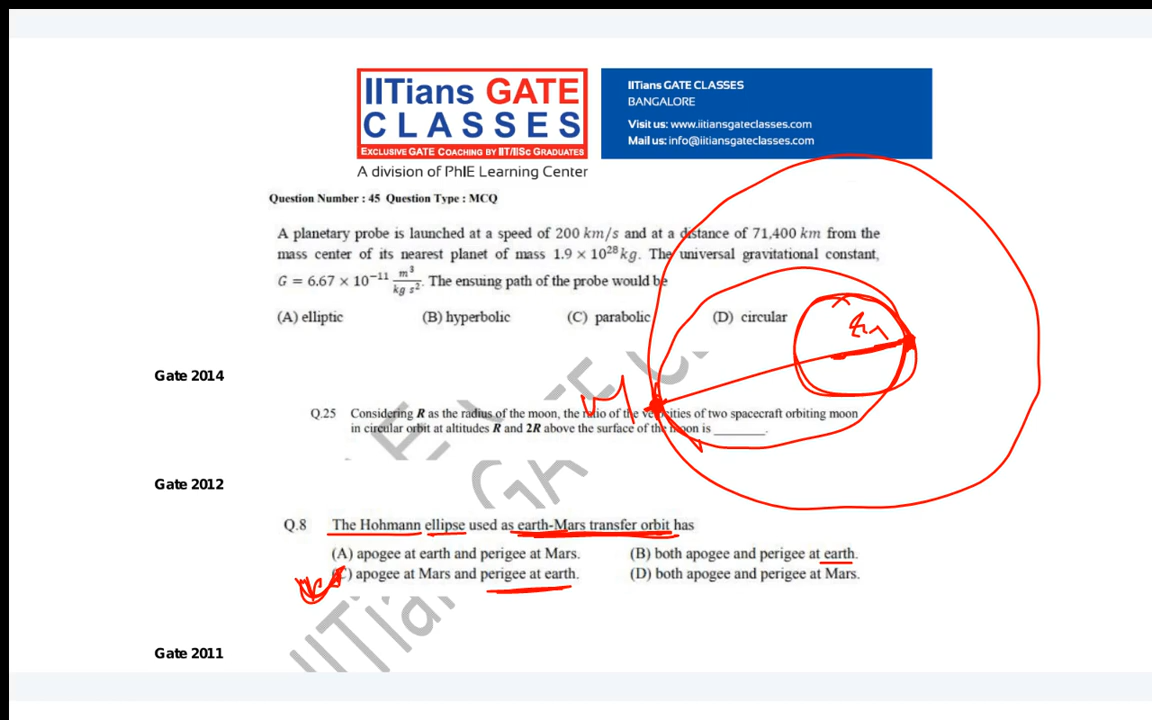 IITians GATE
CLASSES
EXCLUSIVE GATE COACHING BY IIT/IISc GRADUATES
A division of PhIE Learning Center
IITians GATE CLASSES
BANGALORE
Visit us: www.iitiansgateclasses.com
Mail us: info@iitiansgateclasses.com
Question Number : 45 Question Type : MCQ
A planetary probe is launched at a speed of 200 km/s and at a distance of 71,400 km from the
mass center of its nearest planet of mass 1.9 × 10²⁸ kg. The universal gravitational constant,
G = 6.67 × 10⁻¹¹ m³/kg s². The ensuing path of the probe would be
(A) elliptic (B) hyperbolic (C) parabolic (D) circular
Gate 2014
Q.25 Considering R as the radius of the moon, the ratio of the velocities of two spacecraft orbiting moon
in circular orbit at altitudes R and 2R above the surface of the moon is ________.
Gate 2012
Q.8 The Hohmann ellipse used as earth-Mars transfer orbit has
(A) apogee at earth and perigee at Mars. (B) both apogee and perigee at earth.
(C) apogee at Mars and perigee at earth. (D) both apogee and perigee at Mars.
Gate 2011